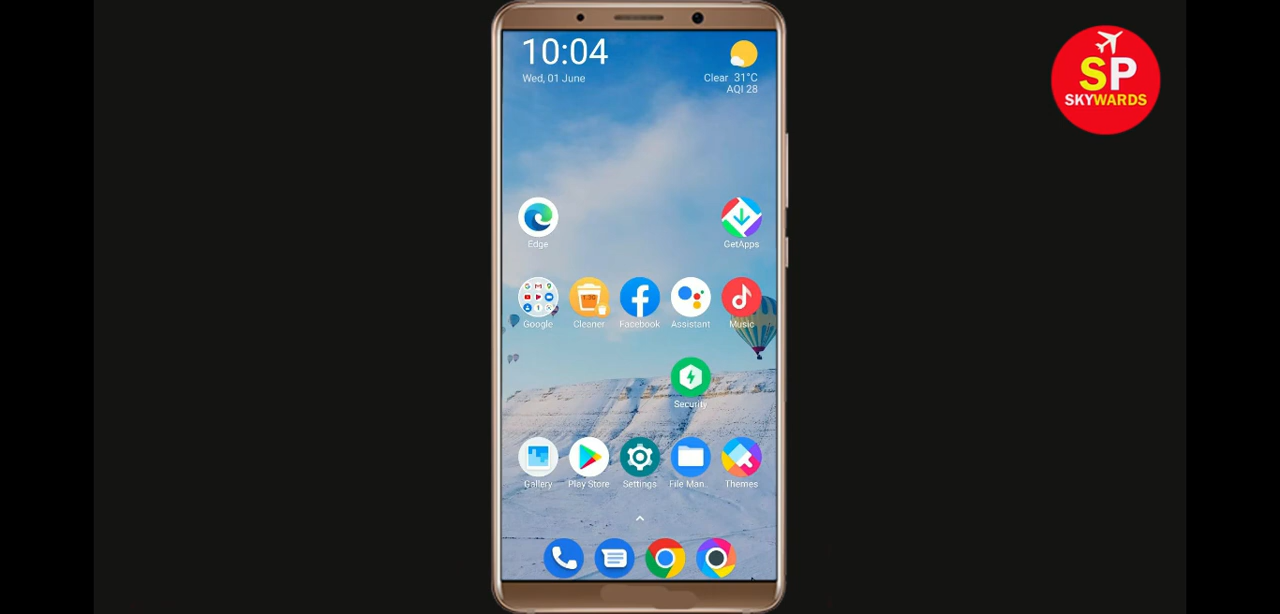 10:04
Wed, 01 June
Clear 31°C
AQI 28
SP
SKYWARDS
Edge
GetApps
Google
Cleaner
Facebook
Assistant
Music
Security
Gallery
Play Store
Settings
File Man..
Themes